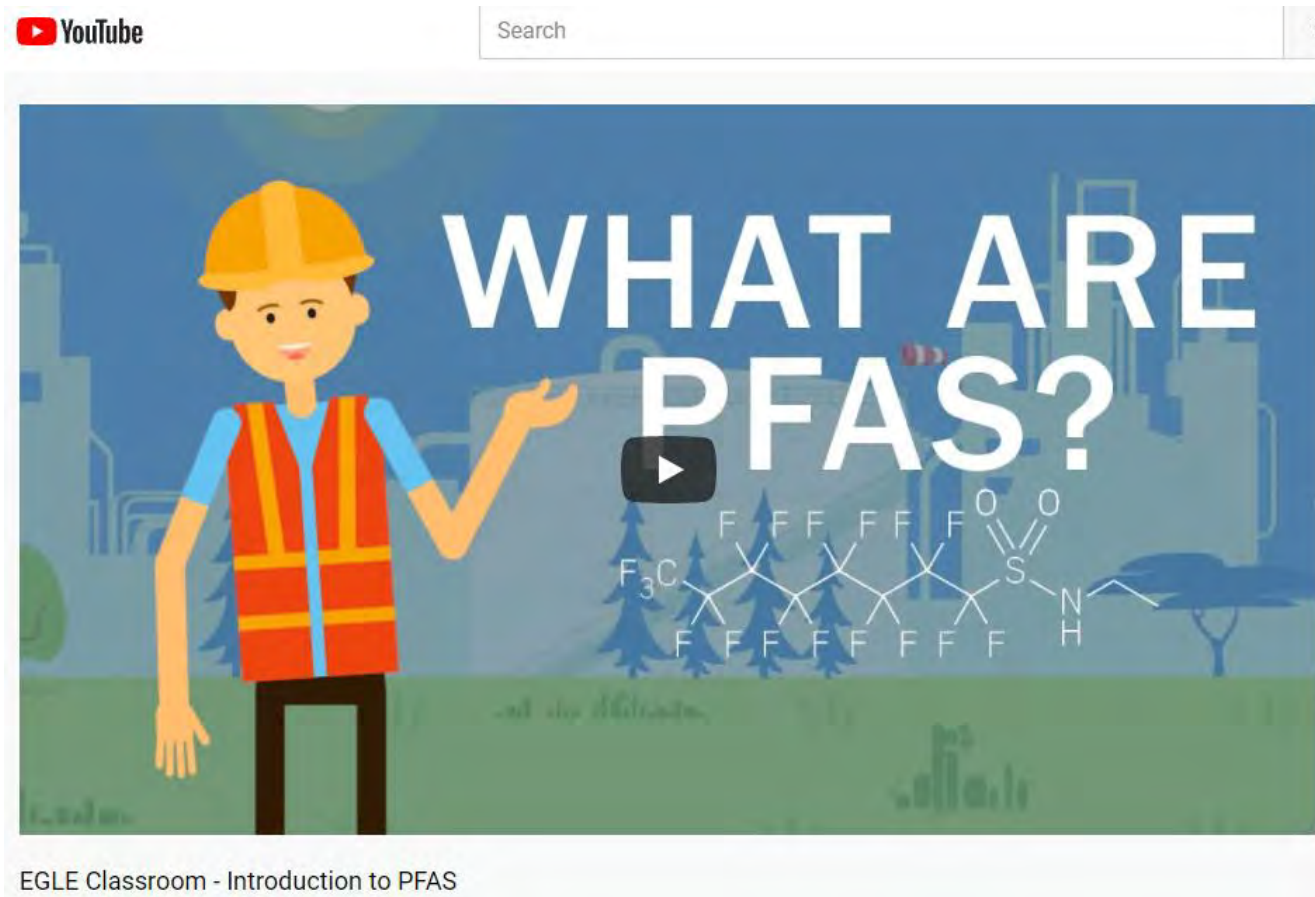 YouTube
Search
WHAT ARE
PFAS?
F F F F F F O O
F3C S
N
F F F F F F F F H
EGLE Classroom - Introduction to PFAS